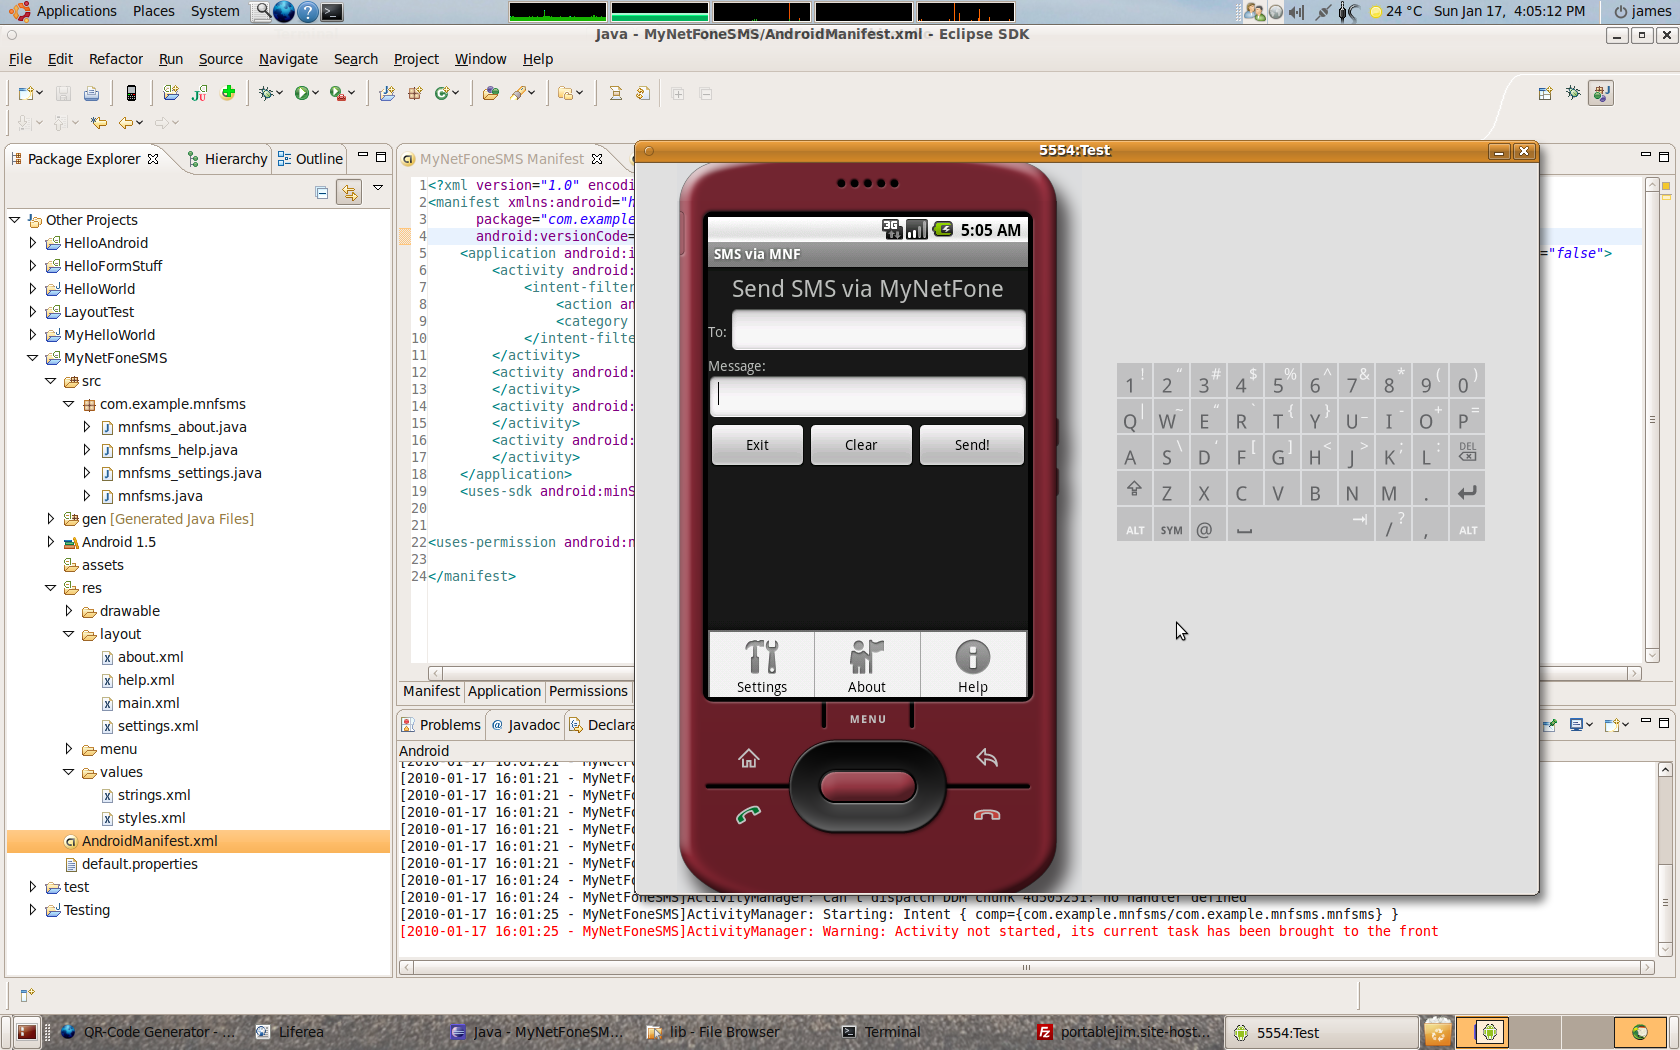 Applications Places System
24 °C Sun Jan 17, 4:05:12 PM james
Java - MyNetFoneSMS/AndroidManifest.xml - Eclipse SDK
File Edit Refactor Run Source Navigate Search Project Window Help
Package Explorer Hierarchy Outline
Other Projects
HelloAndroid
HelloFormStuff
HelloWorld
LayoutTest
MyHelloWorld
MyNetFoneSMS
src
com.example.mnfsms
mnfsms_about.java
mnfsms_help.java
mnfsms_settings.java
mnfsms.java
gen [Generated Java Files]
Android 1.5
assets
res
drawable
layout
about.xml
help.xml
main.xml
settings.xml
menu
values
strings.xml
styles.xml
AndroidManifest.xml
default.properties
test
Testing
MyNetFoneSMS Manifest
1 <?xml version="1.0" encodi
2 <manifest xmlns:android="h
3 package="com.example
4 android:versionCode=
5 <application android:i ="false">
6 <activity android:
7 <intent-filter
8 <action an
9 <category
10 </intent-filte
11 </activity>
12 <activity android:
13 </activity>
14 <activity android:
15 </activity>
16 <activity android:
17 </activity>
18 </application>
19 <uses-sdk android:minS
20
21
22 <uses-permission android:n
23
24 </manifest>
Manifest Application Permissions
Problems @ Javadoc Declara
Android
[2010-01-17 16:01:21 - MyNetFo
[2010-01-17 16:01:21 - MyNetFo
[2010-01-17 16:01:21 - MyNetFo
[2010-01-17 16:01:21 - MyNetFo
[2010-01-17 16:01:21 - MyNetFo
[2010-01-17 16:01:21 - MyNetFo
[2010-01-17 16:01:21 - MyNetFo
[2010-01-17 16:01:24 - MyNetFo
[2010-01-17 16:01:24 - MyNetFoneSMS]ActivityManager: Can't dispatch DDM chunk 4d505251: no handler defined
[2010-01-17 16:01:25 - MyNetFoneSMS]ActivityManager: Starting: Intent { comp={com.example.mnfsms/com.example.mnfsms.mnfsms} }
[2010-01-17 16:01:25 - MyNetFoneSMS]ActivityManager: Warning: Activity not started, its current task has been brought to the front
5554:Test
3G 5:05 AM
SMS via MNF
Send SMS via MyNetFone
To:
Message:
Exit Clear Send!
Settings About Help
MENU
1 ! 2 " 3 # 4 $ 5 % 6 ^ 7 & 8 * 9 ( 0 )
Q | W ~ E " R ` T { Y } U _ I - O + P =
A S \ D ' F [ G ] H < J > K ; L : DEL
Z X C V B N M .
ALT SYM @ / ? , ALT
QR-Code Generator - ... Liferea Java - MyNetFoneSM... lib - File Browser Terminal portablejim.site-host... 5554:Test